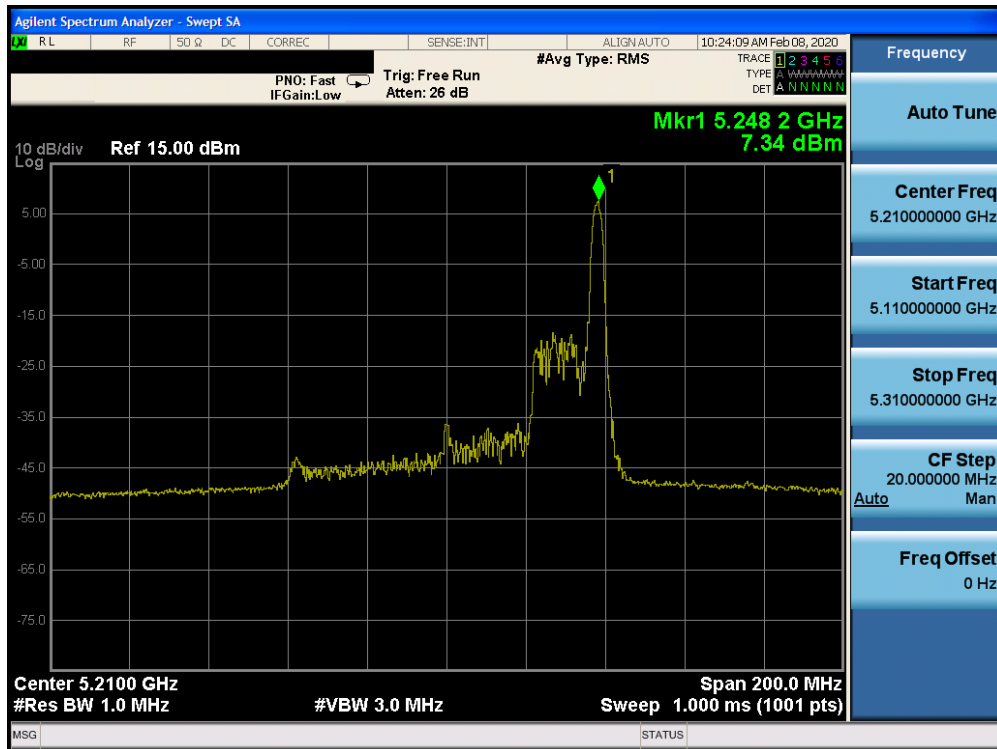 Agilent Spectrum Analyzer - Swept SA
LXI RL RF 50 Ω DC CORREC SENSE:INT ALIGN AUTO 10:24:09 AM Feb 08, 2020
Frequency
#Avg Type: RMS
TRACE 1 2 3 4 5 6
PNO: Fast Trig: Free Run
TYPE A WWWWW
IFGain:Low Atten: 26 dB
DET A N N N N N
Auto Tune
Mkr1 5.248 2 GHz
7.34 dBm
10 dB/div Ref 15.00 dBm
Log
1
5.00
-5.00
-15.0
-25.0
-35.0
-45.0
-55.0
-65.0
-75.0
Center Freq
5.210000000 GHz
Start Freq
5.110000000 GHz
Stop Freq
5.310000000 GHz
CF Step
20.000000 MHz
Auto Man
Freq Offset
0 Hz
Center 5.2100 GHz Span 200.0 MHz
#Res BW 1.0 MHz #VBW 3.0 MHz Sweep 1.000 ms (1001 pts)
MSG STATUS